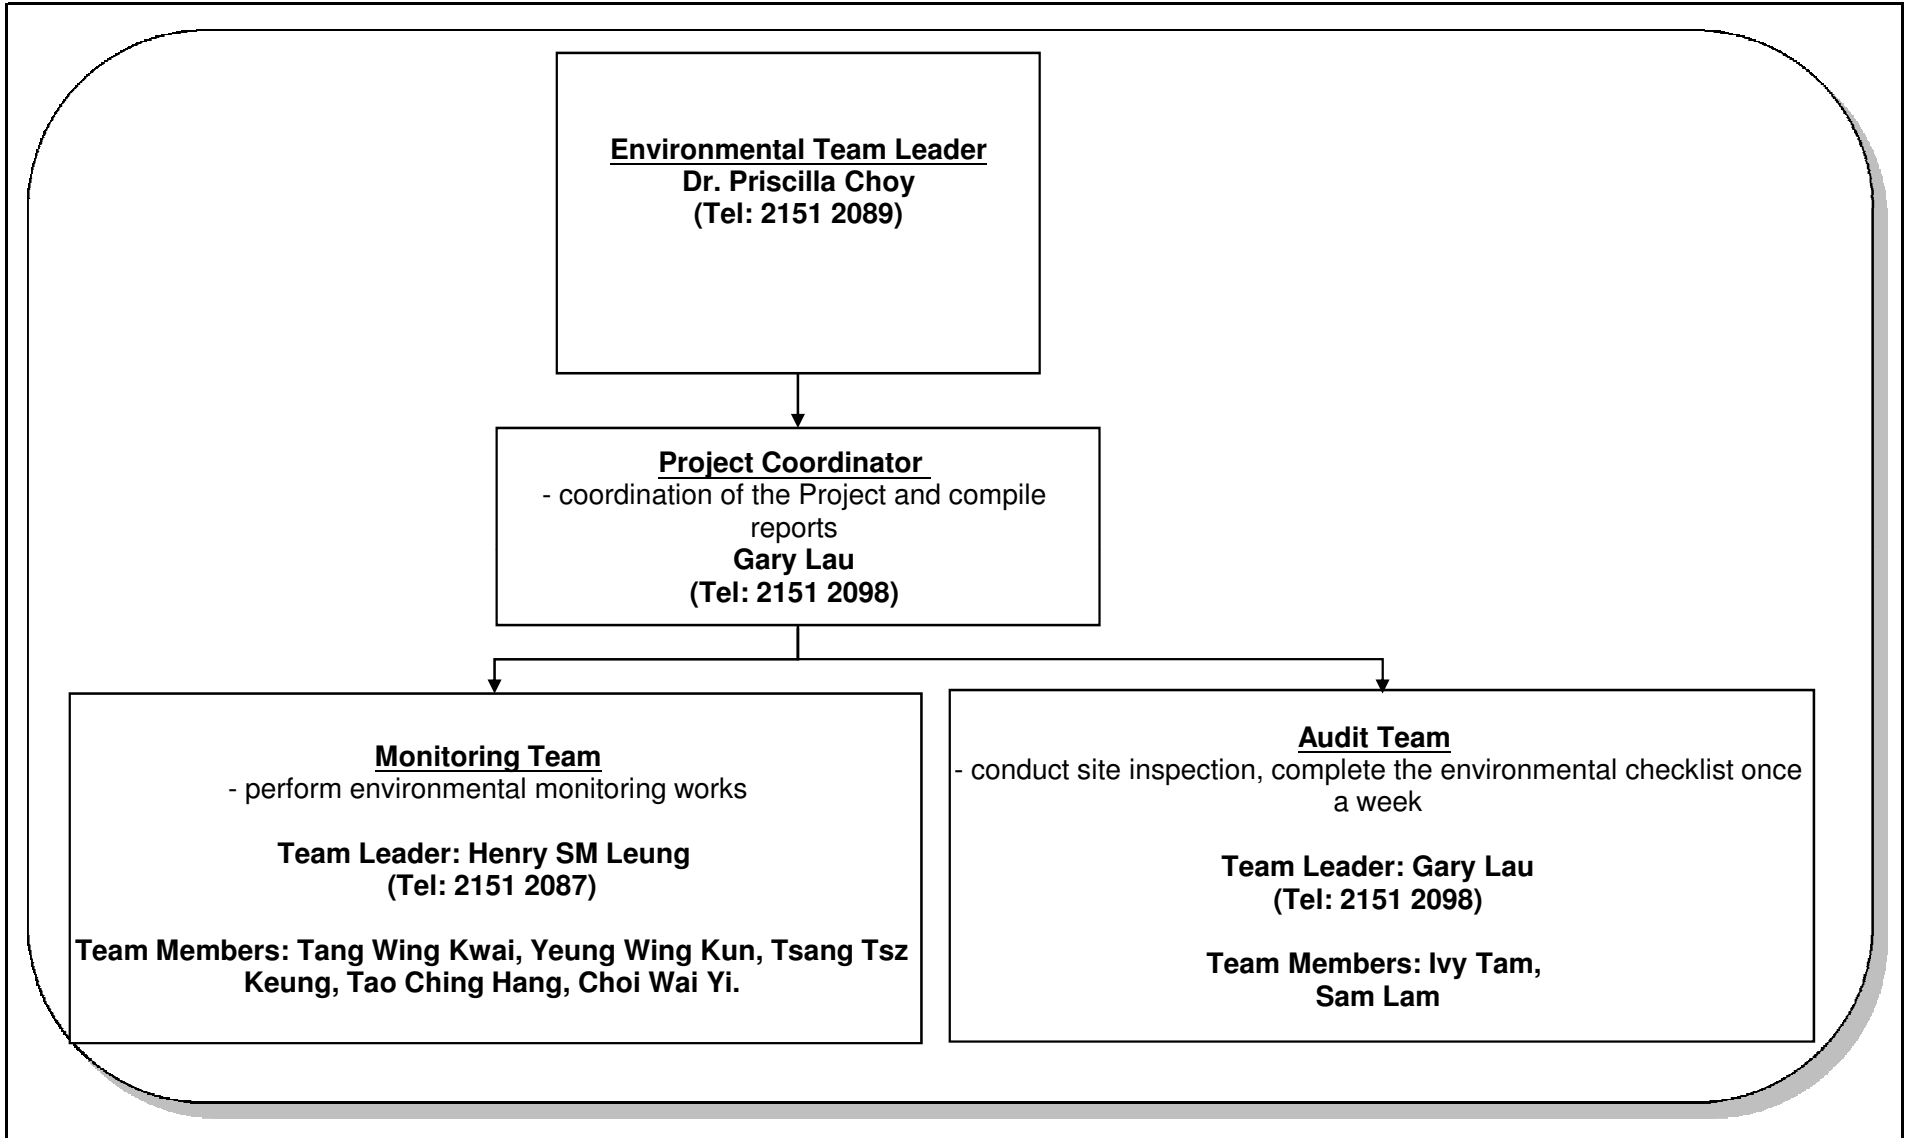 Environmental Team Leader
Dr. Priscilla Choy
(Tel: 2151 2089)
Project Coordinator
- coordination of the Project and compile
reports
Gary Lau
(Tel: 2151 2098)
Monitoring Team
- perform environmental monitoring works
Team Leader: Henry SM Leung
(Tel: 2151 2087)
Team Members: Tang Wing Kwai, Yeung Wing Kun, Tsang Tsz
Keung, Tao Ching Hang, Choi Wai Yi.
Audit Team
- conduct site inspection, complete the environmental checklist once
a week
Team Leader: Gary Lau
(Tel: 2151 2098)
Team Members: Ivy Tam,
Sam Lam